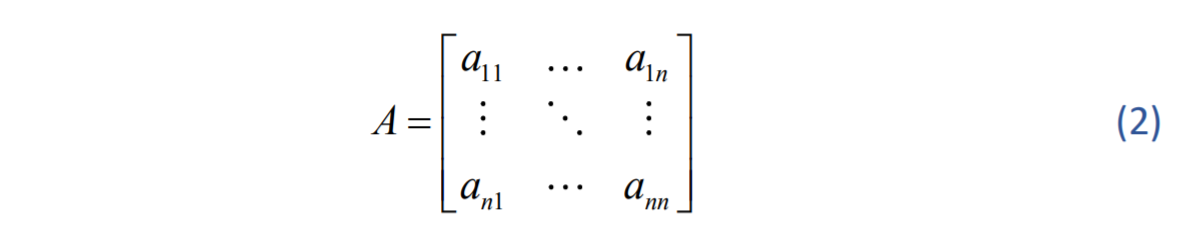 a₁₁ … a₁ₙ
A = ⋮ ⋱ ⋮ (2)
aₙ₁ ⋯ aₙₙ